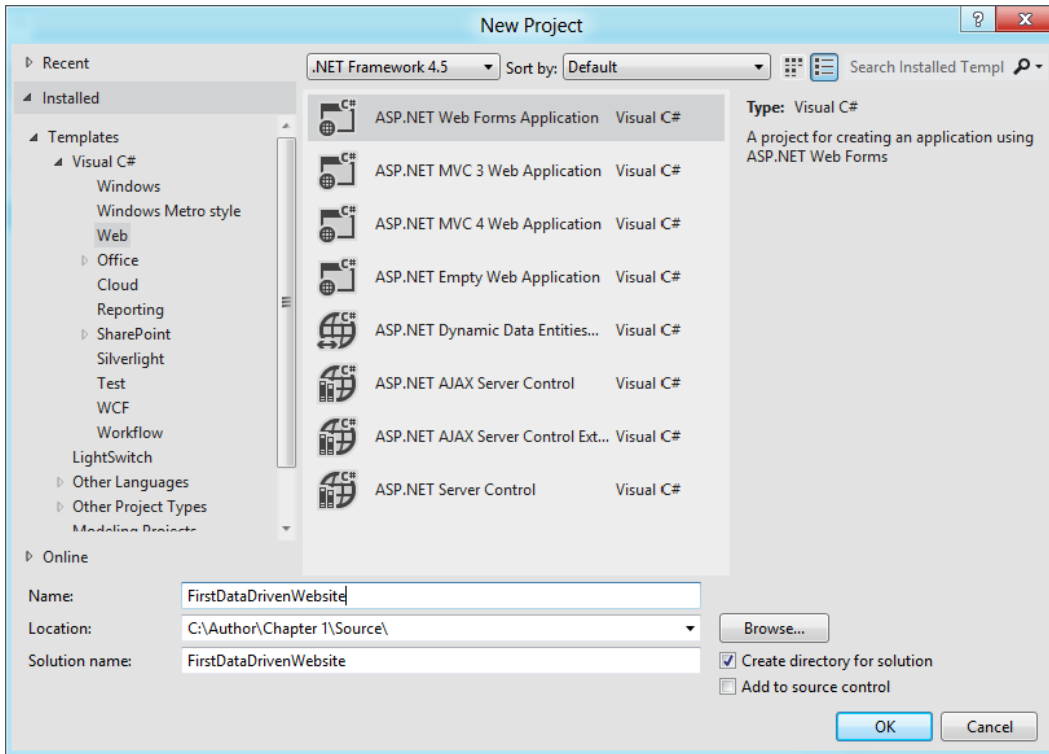 New Project
?
x
Recent
.NET Framework 4.5
Sort by: Default
Search Installed Templ
Installed
Templates
Visual C#
Windows
Windows Metro style
Web
Office
Cloud
Reporting
SharePoint
Silverlight
Test
WCF
Workflow
LightSwitch
Other Languages
Other Project Types
Modeling Projects
Online
C# ASP.NET Web Forms Application Visual C#
C# ASP.NET MVC 3 Web Application Visual C#
C# ASP.NET MVC 4 Web Application Visual C#
C# ASP.NET Empty Web Application Visual C#
C# ASP.NET Dynamic Data Entities... Visual C#
C# ASP.NET AJAX Server Control Visual C#
C# ASP.NET AJAX Server Control Ext... Visual C#
C# ASP.NET Server Control Visual C#
Type: Visual C#
A project for creating an application using
ASP.NET Web Forms
Name: FirstDataDrivenWebsite
Location: C:\Author\Chapter 1\Source\
Browse...
Solution name: FirstDataDrivenWebsite
Create directory for solution
Add to source control
OK Cancel